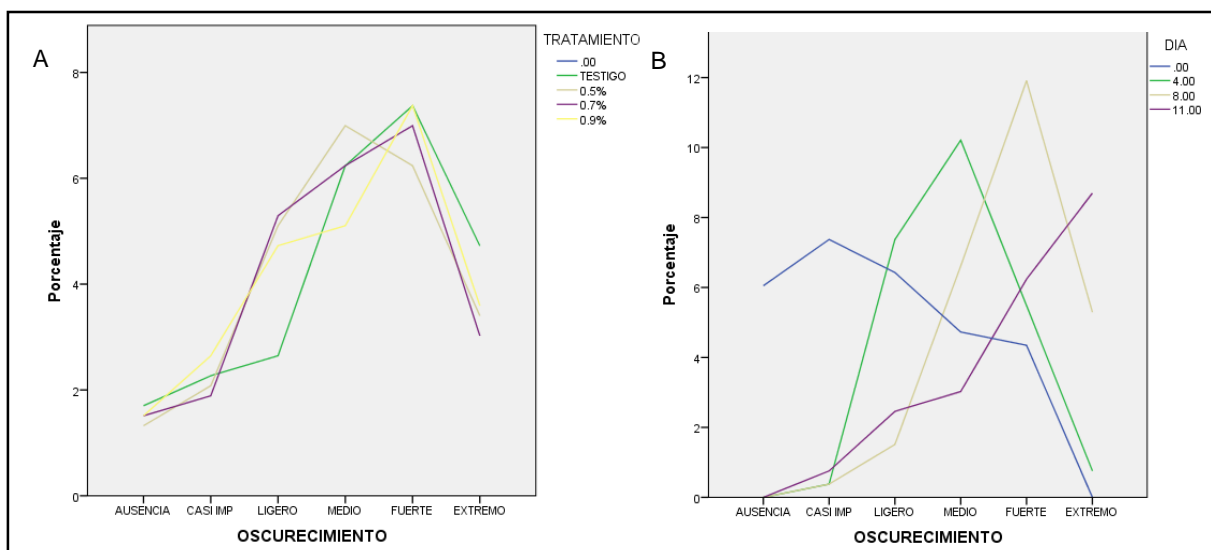 A
TRATAMIENTO
.00
TESTIGO
0.5%
0.7%
0.9%
Porcentaje
8
6
4
2
0
AUSENCIA CASI IMP LIGERO MEDIO FUERTE EXTREMO
OSCURECIMIENTO
B
DIA
.00
4.00
8.00
11.00
Porcentaje
12
10
8
6
4
2
0
AUSENCIA CASI IMP LIGERO MEDIO FUERTE EXTREMO
OSCURECIMIENTO